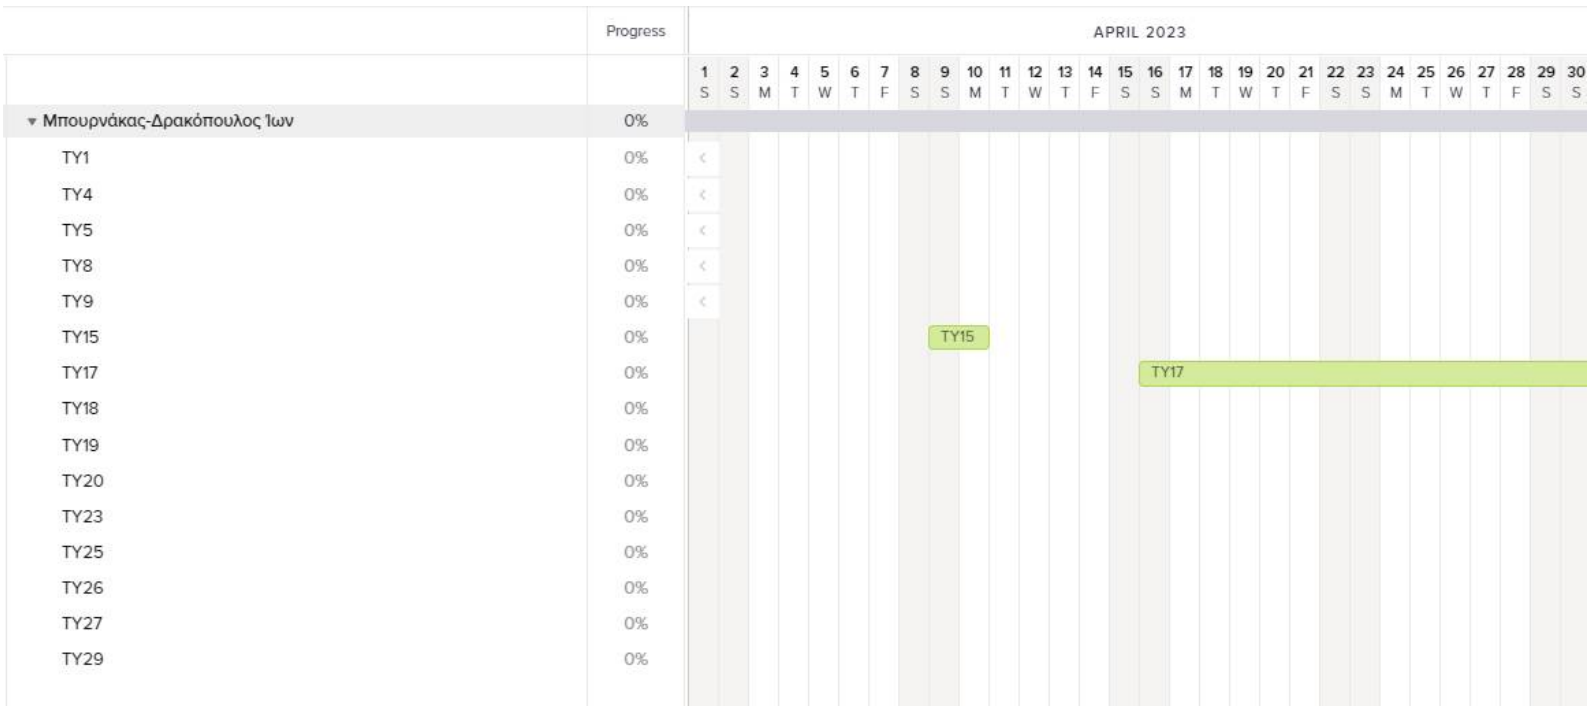 Progress
APRIL 2023
1 2 3 4 5 6 7 8 9 10 11 12 13 14 15 16 17 18 19 20 21 22 23 24 25 26 27 28 29 30
S S M T W T F S S M T W T F S S M T W T F S S M T W T F S S
Μπουρνάκας-Δρακόπουλος Ίων 0%
TY1 0%
TY4 0%
TY5 0%
TY8 0%
TY9 0%
TY15 0% TY15
TY17 0% TY17
TY18 0%
TY19 0%
TY20 0%
TY23 0%
TY25 0%
TY26 0%
TY27 0%
TY29 0%